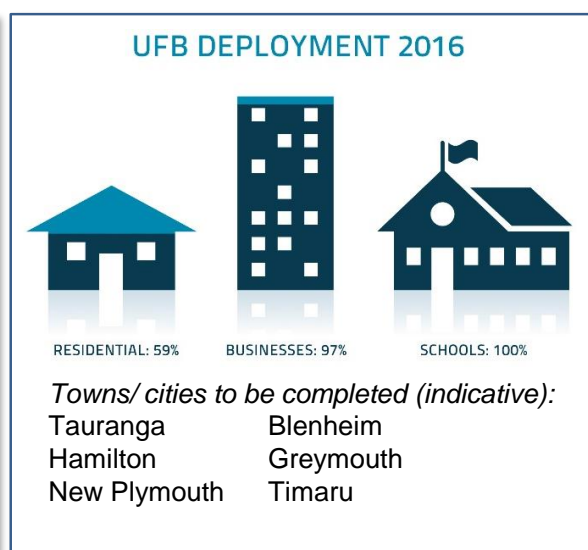 UFB DEPLOYMENT 2016
RESIDENTIAL: 59% BUSINESSES: 97% SCHOOLS: 100%
Towns/ cities to be completed (indicative):
Tauranga Blenheim
Hamilton Greymouth
New Plymouth Timaru